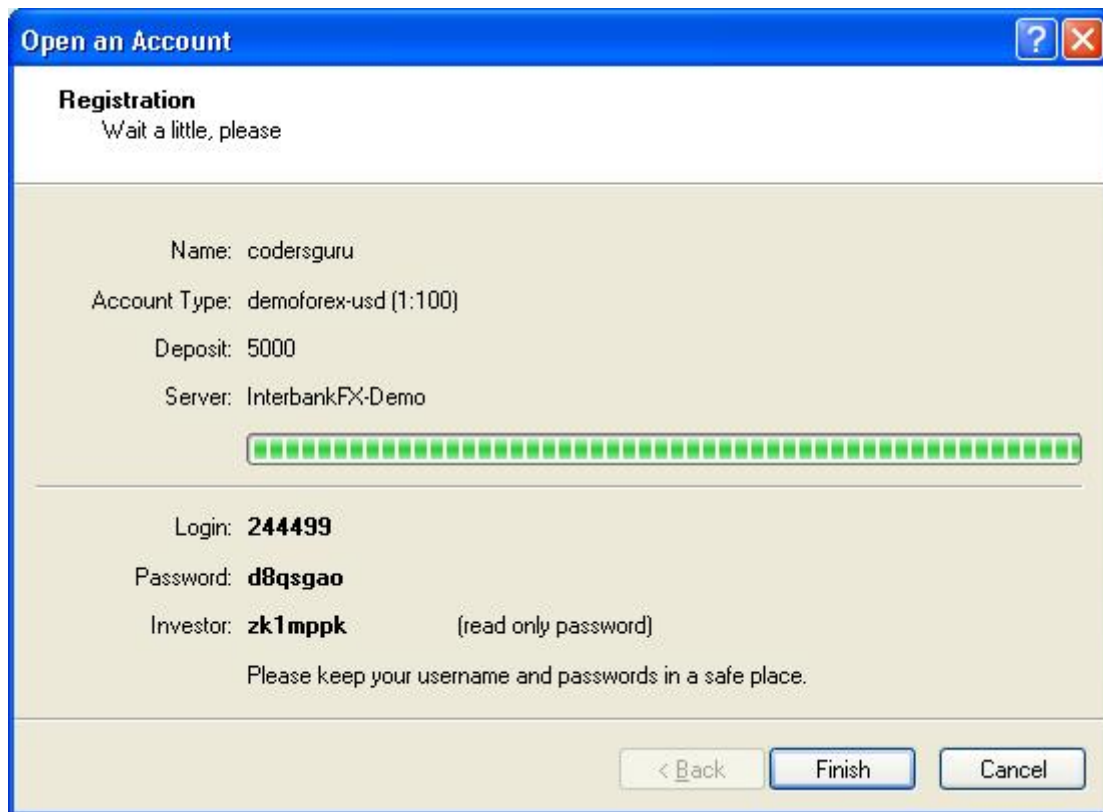 Open an Account
Registration
Wait a little, please
Name: codersguru
Account Type: demoforex-usd (1:100)
Deposit: 5000
Server: InterbankFX-Demo
Login: 244499
Password: d8qsgao
Investor: zk1mppk (read only password)
Please keep your username and passwords in a safe place.
< Back Finish Cancel